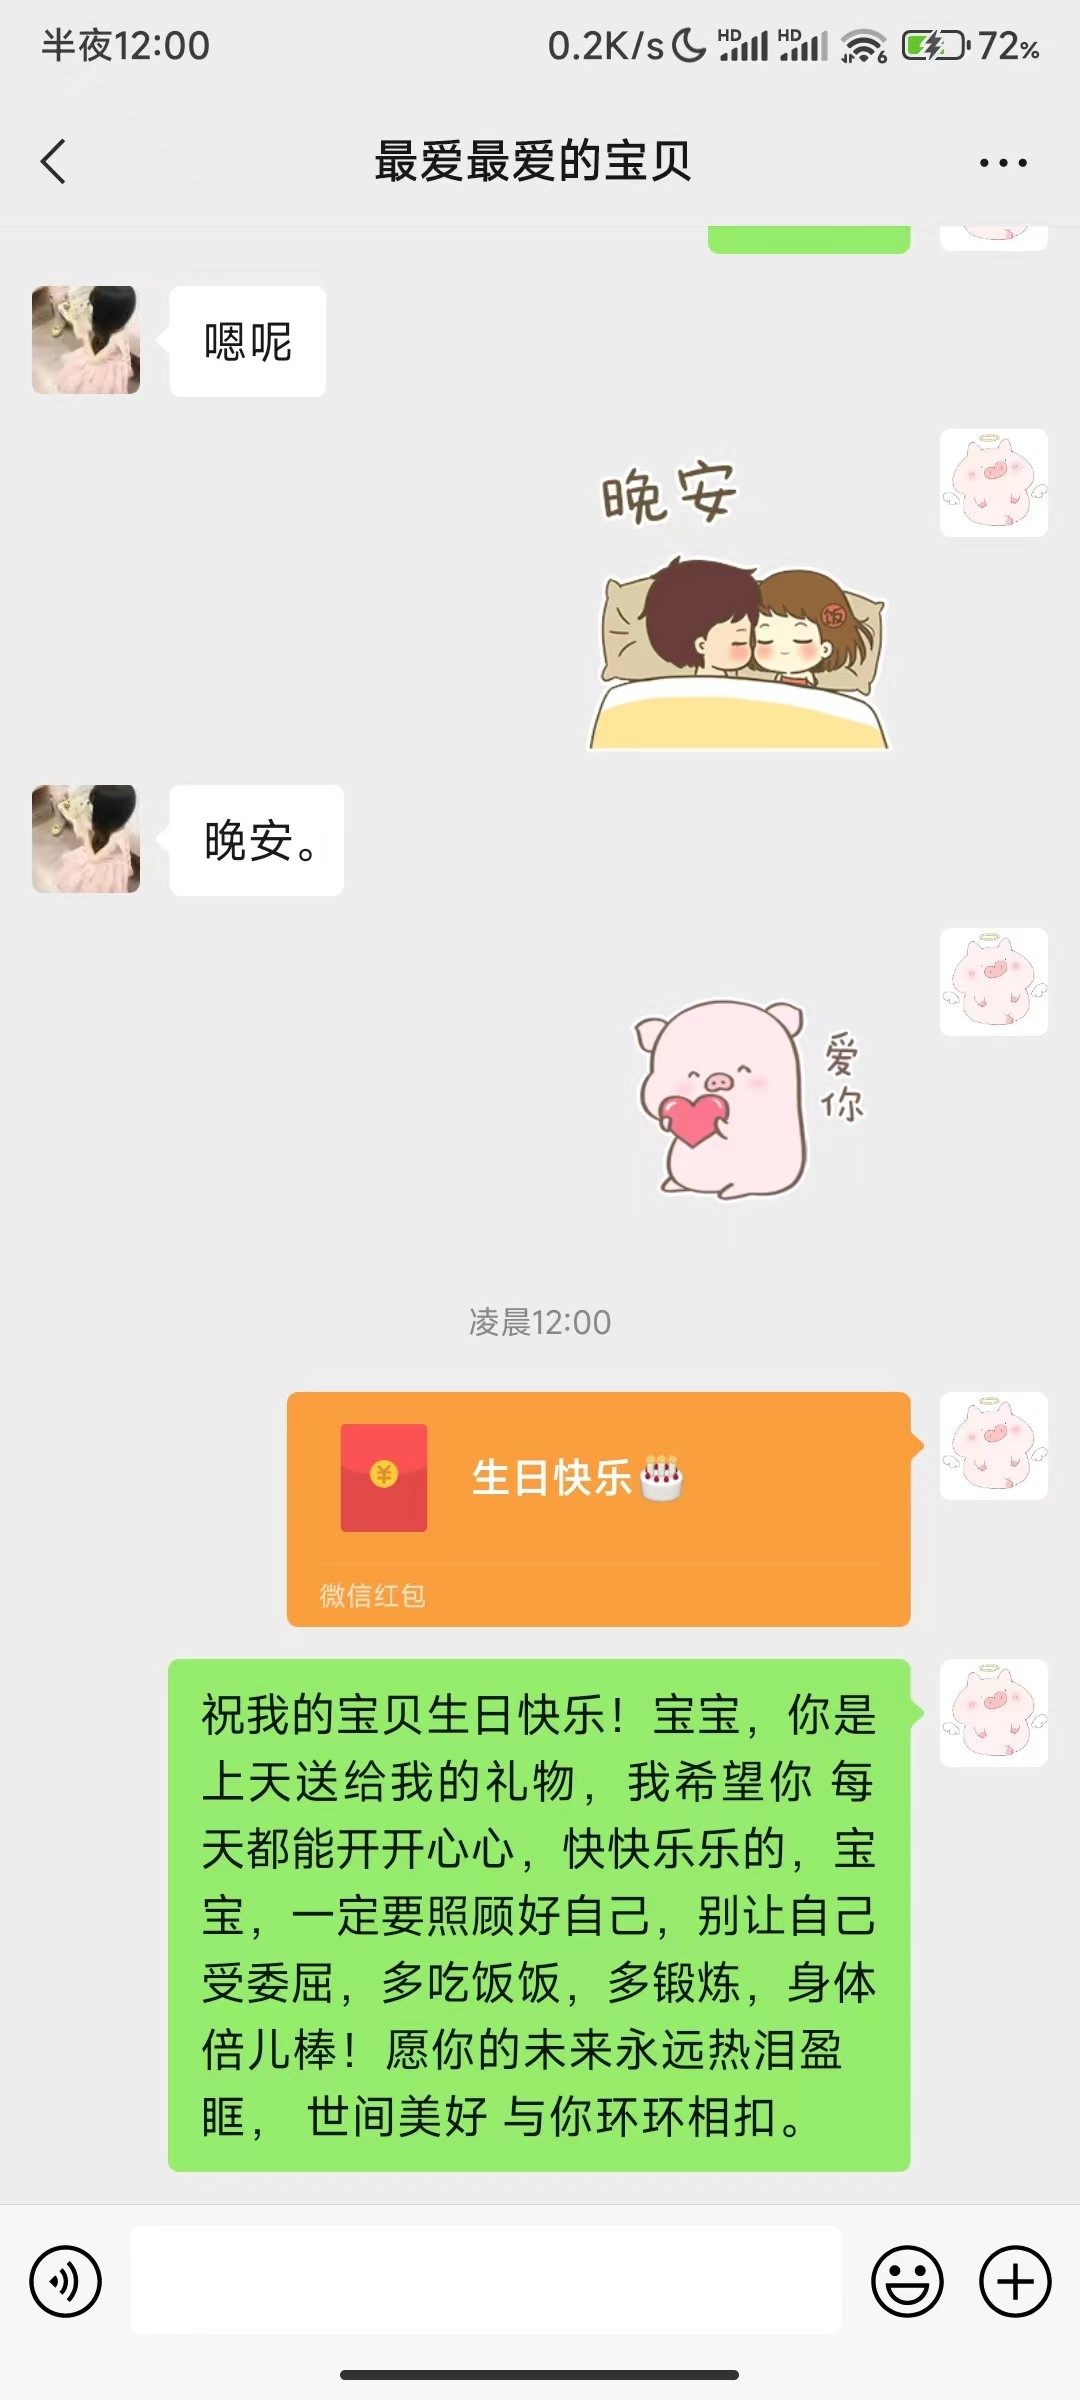 半夜12:00
0.2K/s HD HD 6 72%
最爱最爱的宝贝
嗯呢
晚安
饭
晚安。
爱
你
凌晨12:00
生日快乐🎂
微信红包
祝我的宝贝生日快乐！宝宝，你是
上天送给我的礼物，我希望你 每
天都能开开心心，快快乐乐的，宝
宝，一定要照顾好自己，别让自己
受委屈，多吃饭饭，多锻炼，身体
倍儿棒！愿你的未来永远热泪盈
眶， 世间美好 与你环环相扣。